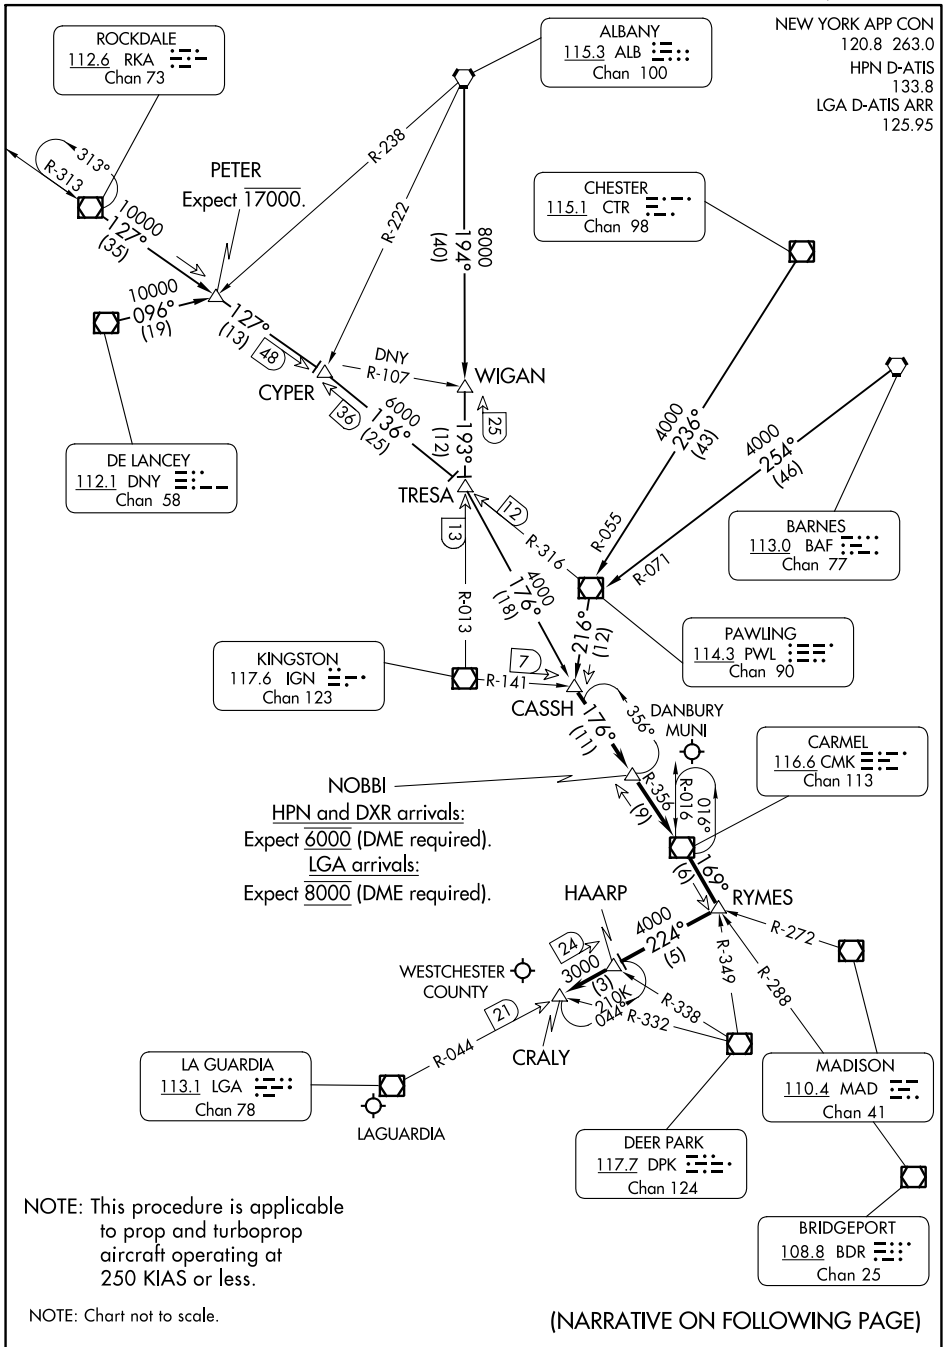 ROCKDALE
112.6 RKA
Chan 73
ALBANY
115.3 ALB
Chan 100
NEW YORK APP CON
120.8 263.0
HPN D-ATIS
133.8
LGA D-ATIS ARR
125.95
R-313
313°
PETER
Expect 17000.
R-238
R-222
8000
194°
(40)
CHESTER
115.1 CTR
Chan 98
10000
127°
(35)
10000
096°
(19)
127°
(13)
48
CYPER
DNY
R-107
WIGAN
36
6000
136°
(25)
193°
(12)
25
4000
236°
(43)
4000
254°
(46)
DE LANCEY
112.1 DNY
Chan 58
TRESA
12
13
R-316
R-055
R-071
BARNES
113.0 BAF
Chan 77
R-013
4000
176°
(18)
216°
(12)
PAWLING
114.3 PWL
Chan 90
KINGSTON
117.6 IGN
Chan 123
7
R-141
CASSH
176°
(11)
356°
DANBURY
MUNI
CARMEL
116.6 CMK
Chan 113
NOBBI
R-356
(9)
R-016
016°
HPN and DXR arrivals:
Expect 6000 (DME required).
LGA arrivals:
Expect 8000 (DME required).
169°
(6)
RYMES
HAARP
4000
224°
(5)
R-272
R-349
R-288
WESTCHESTER
COUNTY
24
3000
(3)
210K
044°
R-338
R-332
21
R-044
CRALY
LA GUARDIA
113.1 LGA
Chan 78
LAGUARDIA
MADISON
110.4 MAD
Chan 41
DEER PARK
117.7 DPK
Chan 124
BRIDGEPORT
108.8 BDR
Chan 25
NOTE: This procedure is applicable
to prop and turboprop
aircraft operating at
250 KIAS or less.
NOTE: Chart not to scale.
(NARRATIVE ON FOLLOWING PAGE)